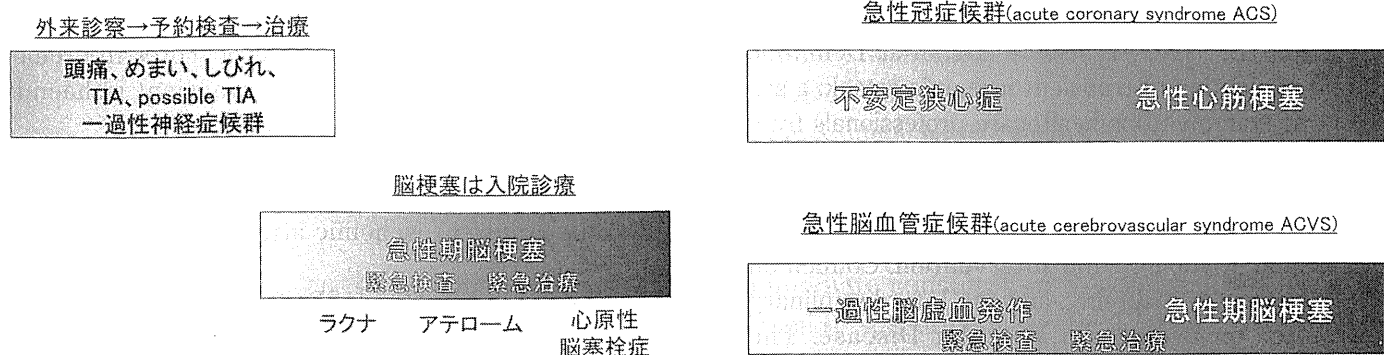 外来診察→予約検査→治療
頭痛、めまい、しびれ、
TIA、possible TIA
一過性神経症候群
脳梗塞は入院診療
急性期脳梗塞
緊急検査 緊急治療
ラクナ アテローム 心原性
脳塞栓症
急性冠症候群(acute coronary syndrome ACS)
不安定狭心症 急性心筋梗塞
急性脳血管症候群(acute cerebrovascular syndrome ACVS)
一過性脳虚血発作 急性期脳梗塞
緊急検査 緊急治療